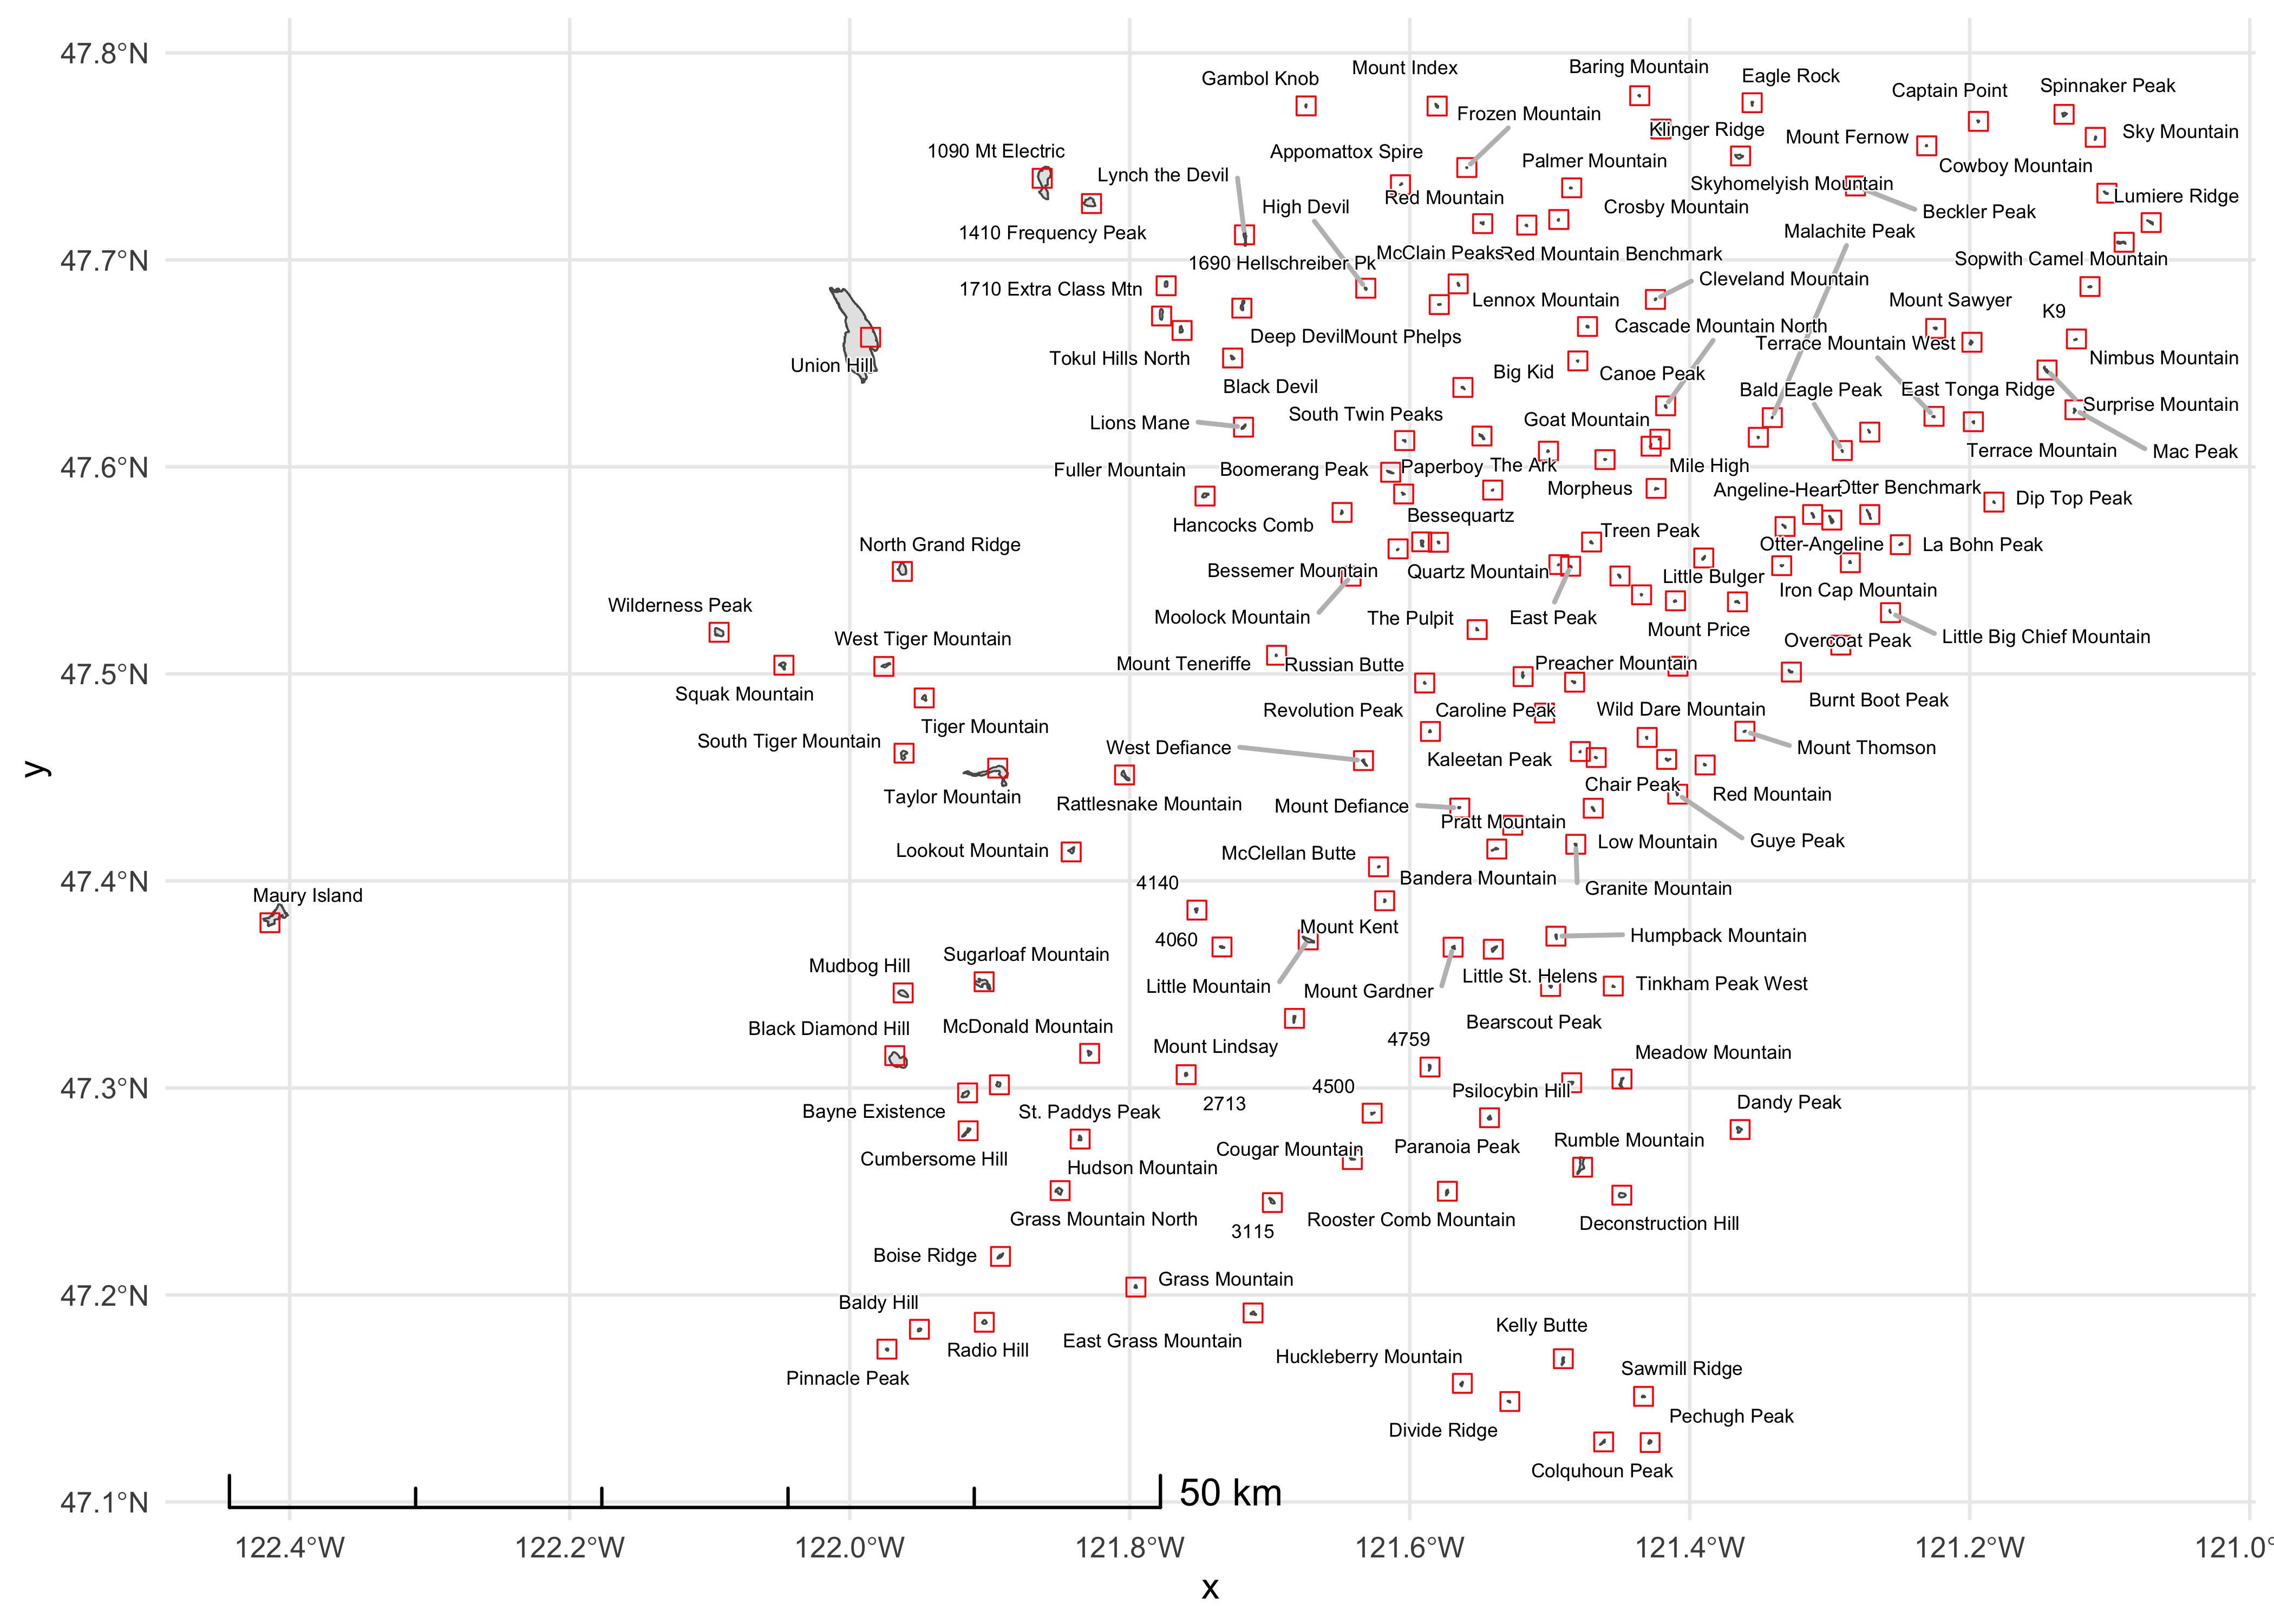 47.8°N
Mount Index
Baring Mountain
Eagle Rock
Gambol Knob
Captain Point
Spinnaker Peak
Frozen Mountain
Klinger Ridge
Mount Fernow
Sky Mountain
1090 Mt Electric
Appomattox Spire
Palmer Mountain
Cowboy Mountain
Lynch the Devil
Skyhomelyish Mountain
Red Mountain
Lumiere Ridge
High Devil
Crosby Mountain
Beckler Peak
1410 Frequency Peak
Malachite Peak
47.7°N
McClain Peaks
Red Mountain Benchmark
Sopwith Camel Mountain
1690 Hellschreiber Pk
Cleveland Mountain
1710 Extra Class Mtn
Lennox Mountain
Mount Sawyer
K9
Cascade Mountain North
Deep Devil
Mount Phelps
Terrace Mountain West
Union Hill
Tokul Hills North
Nimbus Mountain
Big Kid
Canoe Peak
Black Devil
Bald Eagle Peak
East Tonga Ridge
Surprise Mountain
South Twin Peaks
Lions Mane
Goat Mountain
Terrace Mountain
Mac Peak
47.6°N
Fuller Mountain
Boomerang Peak
Paperboy
The Ark
Mile High
Morpheus
Angeline-Heart
Otter Benchmark
Dip Top Peak
Hancocks Comb
Bessequartz
Treen Peak
North Grand Ridge
Otter-Angeline
La Bohn Peak
Bessemer Mountain
Quartz Mountain
Little Bulger
Iron Cap Mountain
Wilderness Peak
Moolock Mountain
The Pulpit
East Peak
Mount Price
West Tiger Mountain
Overcoat Peak
Little Big Chief Mountain
47.5°N
Mount Teneriffe
Russian Butte
Preacher Mountain
Squak Mountain
Burnt Boot Peak
Revolution Peak
Caroline Peak
Wild Dare Mountain
Tiger Mountain
South Tiger Mountain
West Defiance
Mount Thomson
Kaleetan Peak
Chair Peak
Taylor Mountain
Rattlesnake Mountain
Mount Defiance
Red Mountain
Pratt Mountain
Lookout Mountain
McClellan Butte
Low Mountain
Guye Peak
47.4°N
4140
Bandera Mountain
Granite Mountain
Maury Island
Mount Kent
4060
Humpback Mountain
Sugarloaf Mountain
Mudbog Hill
Little Mountain
Mount Gardner
Little St. Helens
Tinkham Peak West
Black Diamond Hill
McDonald Mountain
Bearscout Peak
4759
Mount Lindsay
Meadow Mountain
47.3°N
4500
Psilocybin Hill
Bayne Existence
St. Paddys Peak
2713
Dandy Peak
Cougar Mountain
Paranoia Peak
Rumble Mountain
Cumbersome Hill
Hudson Mountain
Grass Mountain North
3115
Rooster Comb Mountain
Deconstruction Hill
Boise Ridge
Grass Mountain
47.2°N
Baldy Hill
Radio Hill
East Grass Mountain
Kelly Butte
Huckleberry Mountain
Sawmill Ridge
Pinnacle Peak
Pechugh Peak
Divide Ridge
Colquhoun Peak
47.1°N
50 km
122.4°W
122.2°W
122.0°W
121.8°W
121.6°W
121.4°W
121.2°W
121.0°
x
y